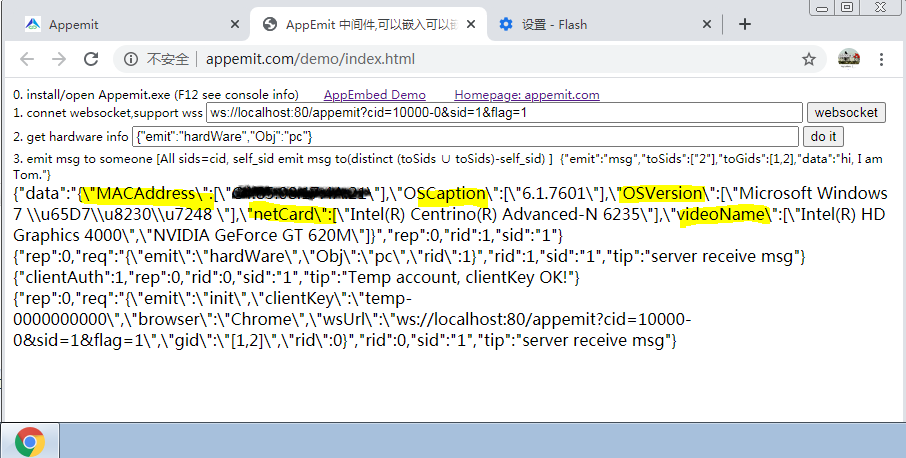 Appemit
AppEmit 中间件,可以嵌入可以
设置 - Flash
不安全 | appemit.com/demo/index.html
0. install/open Appemit.exe (F12 see console info) AppEmbed Demo Homepage: appemit.com
1. connet websocket,support wss ws://localhost:80/appemit?cid=10000-0&sid=1&flag=1 websocket
2. get hardware info {"emit":"hardWare","Obj":"pc"} do it
3. emit msg to someone [All sids=cid, self_sid emit msg to(distinct (toSids ∪ toSids)-self_sid) ] {"emit":"msg","toSids":["2"],"toGids":[1,2],"data":"hi, I am
Tom."}
{"data":"{\"MACAddress\":[\"\"],\"OSCaption\":[\"6.1.7601\"],\"OSVersion\":[\"Microsoft Windows
7 \\u65D7\\u8230\\u7248 \"],\"netCard\":[\"Intel(R) Centrino(R) Advanced-N 6235\"],\"videoName\":[\"Intel(R) HD
Graphics 4000\",\"NVIDIA GeForce GT 620M\"]}","rep":0,"rid":1,"sid":"1"}
{"rep":0,"req":"{\"emit\":\"hardWare\",\"Obj\":\"pc\",\"rid\":1}","rid":1,"sid":"1","tip":"server receive msg"}
{"clientAuth":1,"rep":0,"rid":0,"sid":"1","tip":"Temp account, clientKey OK!"}
{"rep":0,"req":"{\"emit\":\"init\",\"clientKey\":\"temp-
0000000000\",\"browser\":\"Chrome\",\"wsUrl\":\"ws://localhost:80/appemit?cid=10000-
0&sid=1&flag=1\",\"gid\":\"[1,2]\",\"rid\":0}","rid":0,"sid":"1","tip":"server receive msg"}